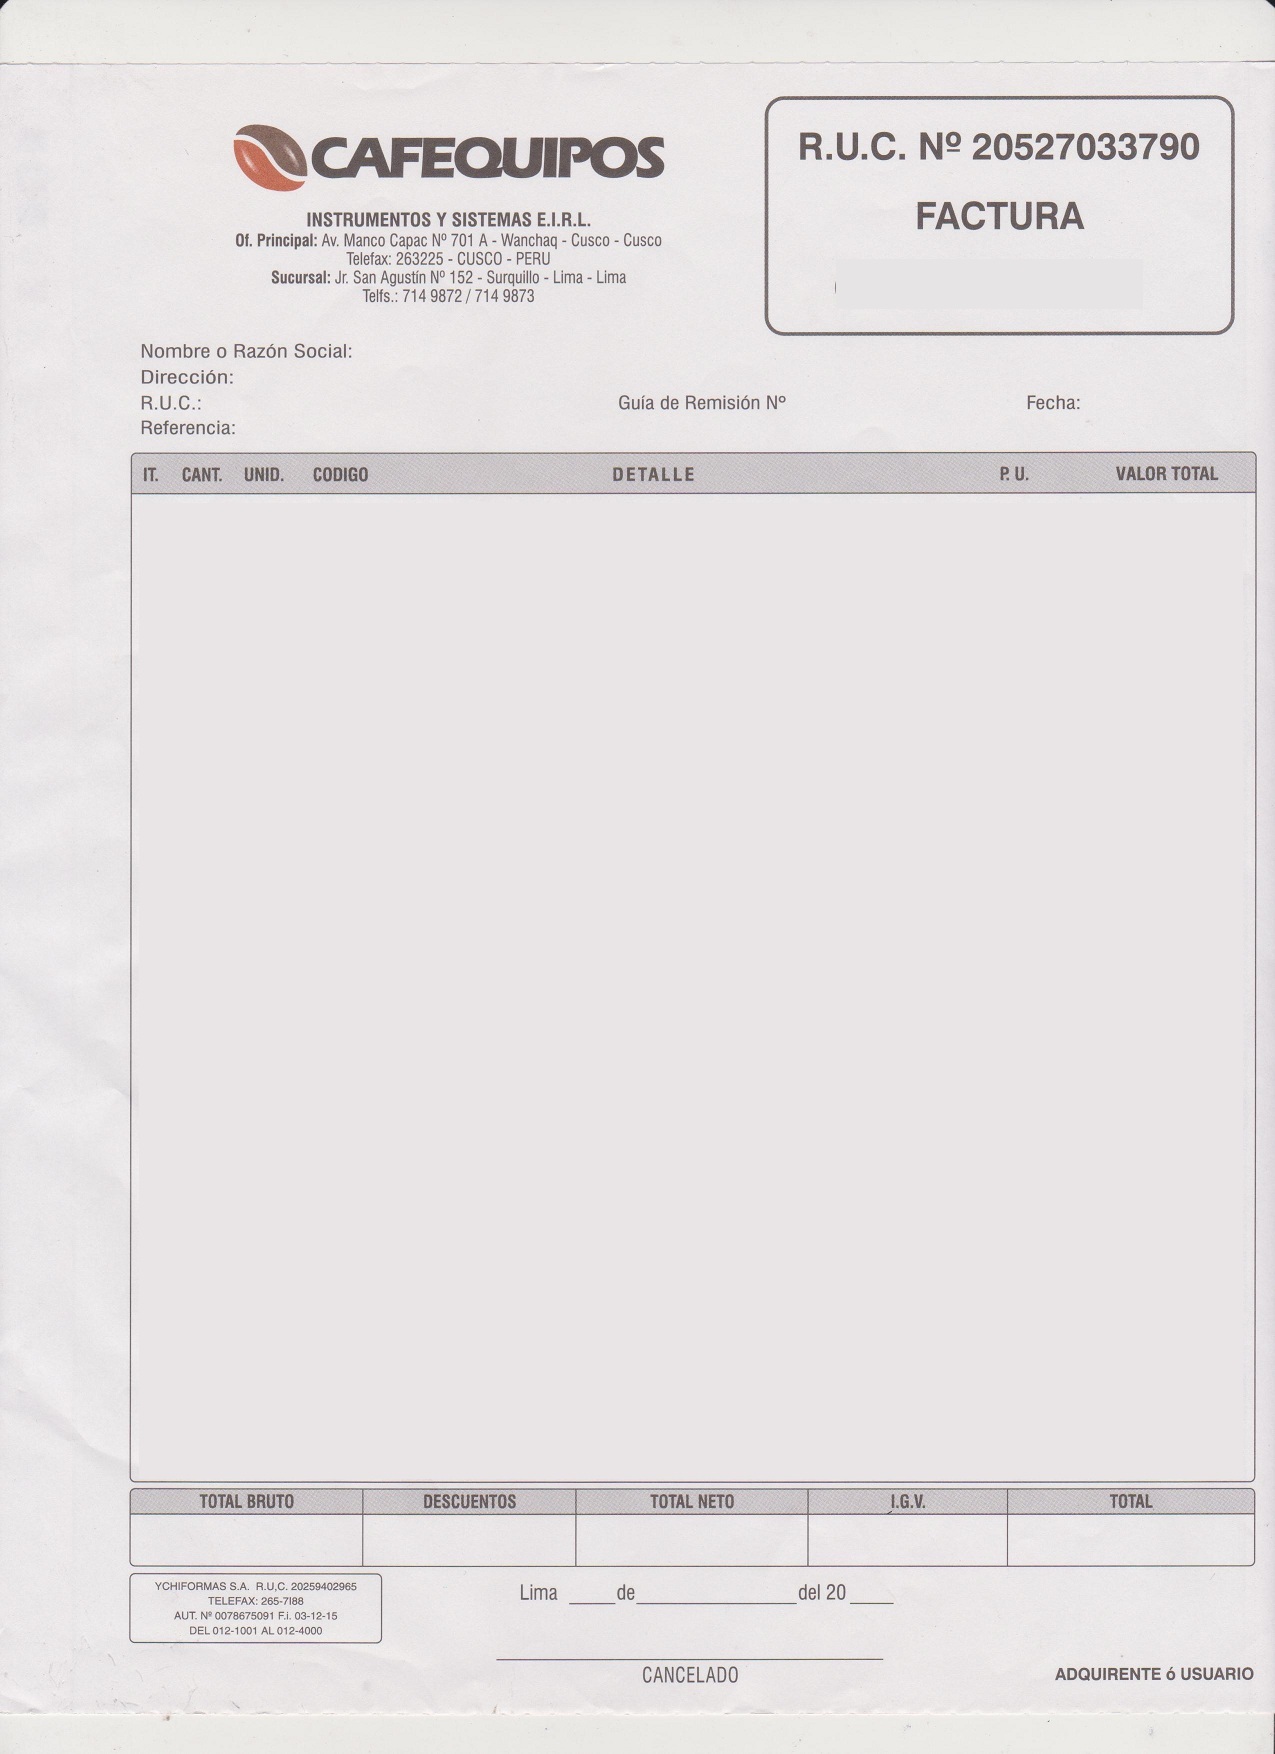 CAFEQUIPOS
INSTRUMENTOS Y SISTEMAS E.I.R.L.
Of. Principal: Av. Manco Capac Nº 701 A - Wanchaq - Cusco - Cusco
Telefax: 263225 - CUSCO - PERU
Sucursal: Jr. San Agustín Nº 152 - Surquillo - Lima - Lima
Telfs.: 714 9872 / 714 9873
R.U.C. Nº 20527033790
FACTURA
Nombre o Razón Social:
Dirección:
R.U.C.: Guía de Remisión Nº Fecha:
Referencia:
IT. CANT. UNID. CODIGO DETALLE P. U. VALOR TOTAL
TOTAL BRUTO DESCUENTOS TOTAL NETO I.G.V. TOTAL
YCHIFORMAS S.A. R.U,C. 20259402965
TELEFAX: 265-7188
AUT. Nº 0078675091 F.i. 03-12-15
DEL 012-1001 AL 012-4000
Lima ____ de ______________ del 20 ____
CANCELADO
ADQUIRENTE ó USUARIO